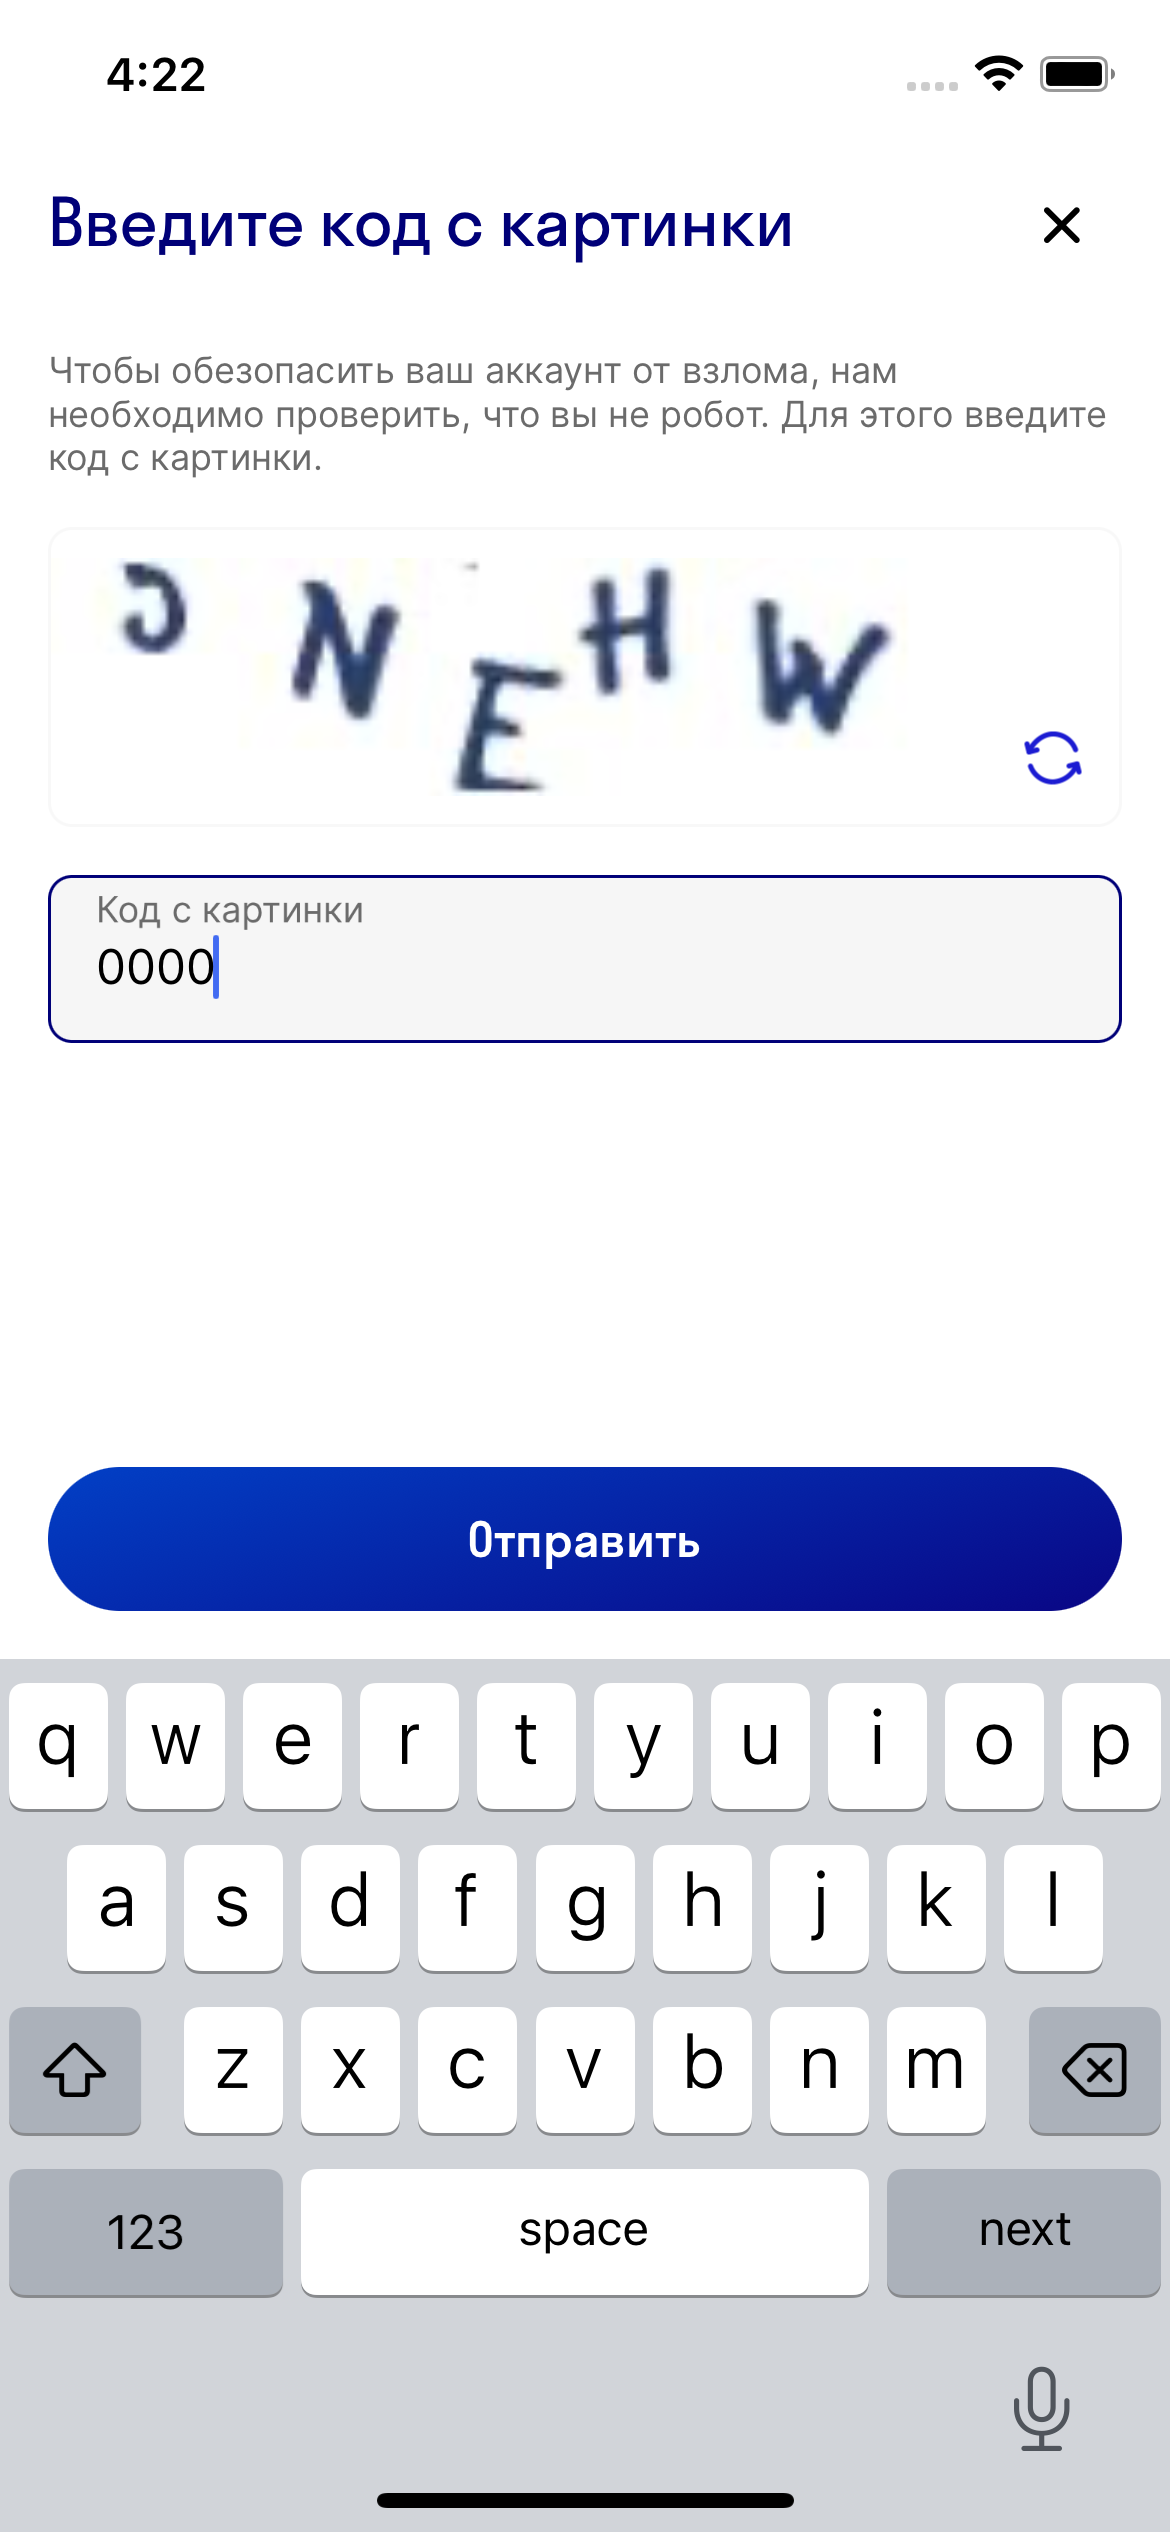 4:22
Введите код с картинки
Чтобы обезопасить ваш аккаунт от взлома, нам
необходимо проверить, что вы не робот. Для этого введите
код с картинки.
J N E H W
Код с картинки
0000
Отправить
q w e r t y u i o p
a s d f g h j k l
z x c v b n m
123 space next